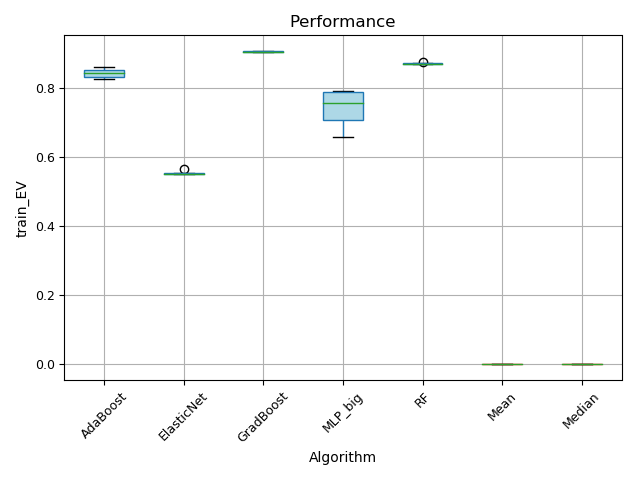 Performance
train_EV
0.8
0.6
0.4
0.2
0.0
AdaBoost
ElasticNet
GradBoost
MLP_big
RF
Mean
Median
Algorithm